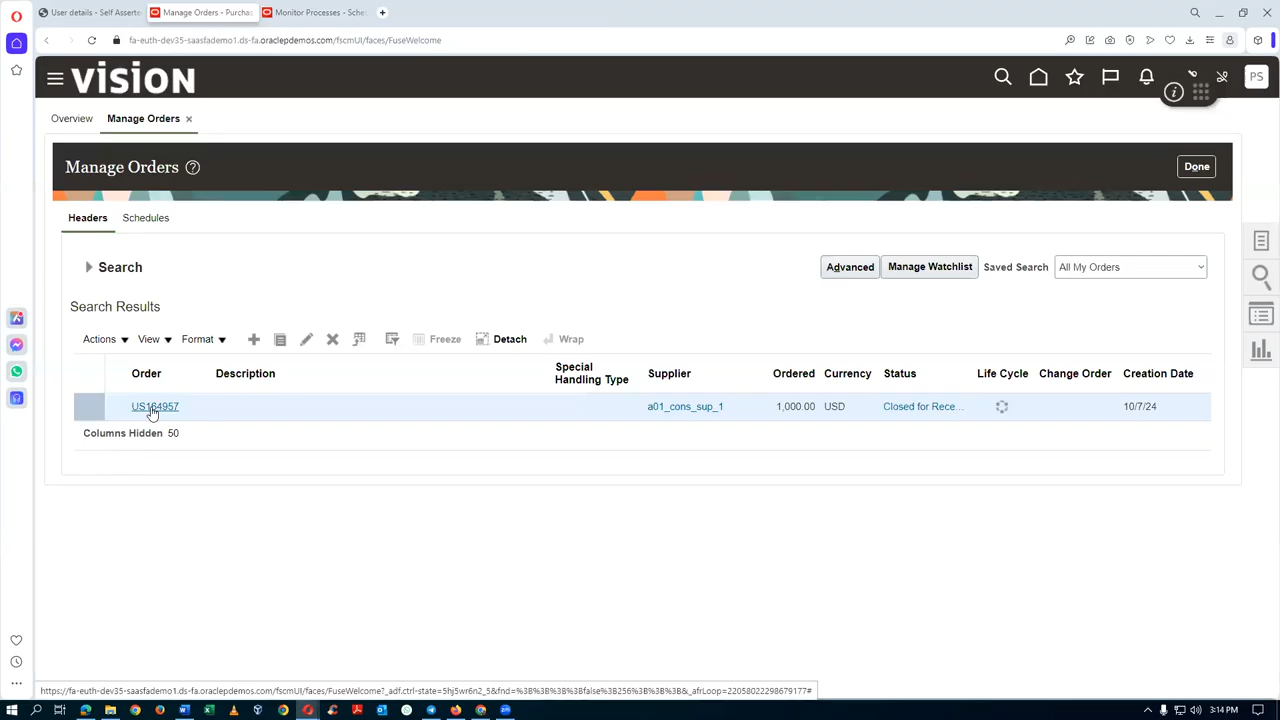 User details - Self Asserte
Manage Orders - Purcha
Monitor Processes - Sche
fa-euth-dev35-saasfademo1.ds-fa.oraclepdemos.com/fscmUI/faces/FuseWelcome
VISION
PS
Overview
Manage Orders
Manage Orders
Done
Headers
Schedules
Search
Advanced
Manage Watchlist
Saved Search
All My Orders
Search Results
Actions
View
Format
Freeze
Detach
Wrap
Order
Description
Special Handling Type
Supplier
Ordered
Currency
Status
Life Cycle
Change Order
Creation Date
US164957
a01_cons_sup_1
1,000.00
USD
Closed for Rece...
10/7/24
Columns Hidden 50
https://fa-euth-dev35-saasfademo1.ds-fa.oraclepdemos.com/fscmUI/faces/FuseWelcome?_adf.ctrl-state=5hj5wr6n2_5&fnd=%3B%3B%3B%3Bfalse%3B256%3B%3B%3B&_afrLoop=22058022298679177#
3:14 PM